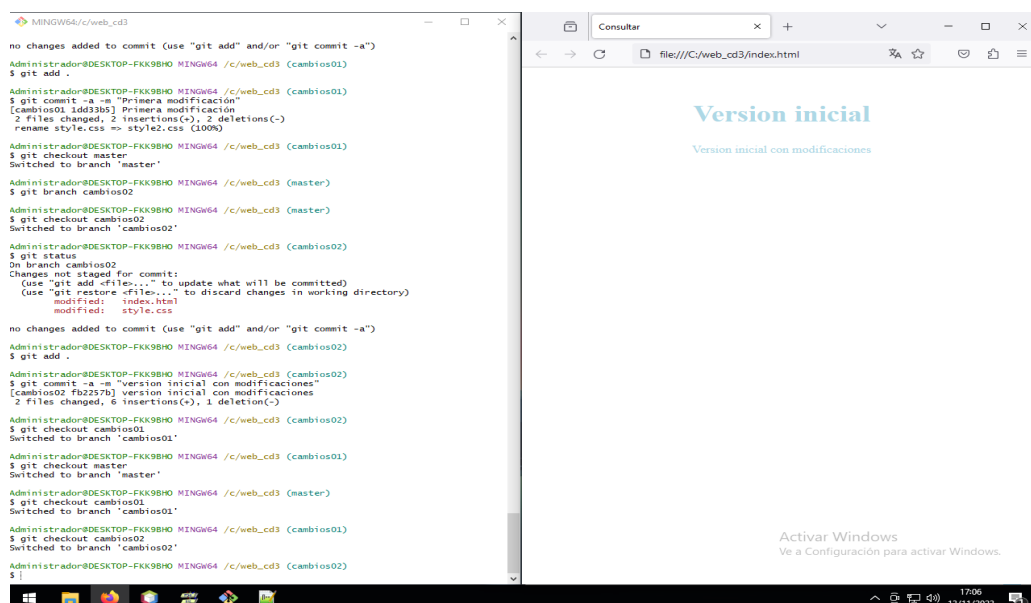 MINGW64:/c/web_cd3
no changes added to commit (use "git add" and/or "git commit -a")
Administrador@DESKTOP-FKK9BHO MINGW64 /c/web_cd3 (cambios01)
$ git add .
Administrador@DESKTOP-FKK9BHO MINGW64 /c/web_cd3 (cambios01)
$ git commit -a -m "Primera modificación"
[cambios01 1dd33b5] Primera modificación
2 files changed, 2 insertions(+), 2 deletions(-)
rename style.css => style2.css (100%)
Administrador@DESKTOP-FKK9BHO MINGW64 /c/web_cd3 (cambios01)
$ git checkout master
Switched to branch 'master'
Administrador@DESKTOP-FKK9BHO MINGW64 /c/web_cd3 (master)
$ git branch cambios02
Administrador@DESKTOP-FKK9BHO MINGW64 /c/web_cd3 (master)
$ git checkout cambios02
Switched to branch 'cambios02'
Administrador@DESKTOP-FKK9BHO MINGW64 /c/web_cd3 (cambios02)
$ git status
On branch cambios02
Changes not staged for commit:
(use "git add <file>..." to update what will be committed)
(use "git restore <file>..." to discard changes in working directory)
modified: index.html
modified: style.css
no changes added to commit (use "git add" and/or "git commit -a")
Administrador@DESKTOP-FKK9BHO MINGW64 /c/web_cd3 (cambios02)
$ git add .
Administrador@DESKTOP-FKK9BHO MINGW64 /c/web_cd3 (cambios02)
$ git commit -a -m "version inicial con modificaciones"
[cambios02 fb2257b] version inicial con modificaciones
2 files changed, 6 insertions(+), 1 deletion(-)
Administrador@DESKTOP-FKK9BHO MINGW64 /c/web_cd3 (cambios02)
$ git checkout cambios01
Switched to branch 'cambios01'
Administrador@DESKTOP-FKK9BHO MINGW64 /c/web_cd3 (cambios01)
$ git checkout master
Switched to branch 'master'
Administrador@DESKTOP-FKK9BHO MINGW64 /c/web_cd3 (master)
$ git checkout cambios01
Switched to branch 'cambios01'
Administrador@DESKTOP-FKK9BHO MINGW64 /c/web_cd3 (cambios01)
$ git checkout cambios02
Switched to branch 'cambios02'
Administrador@DESKTOP-FKK9BHO MINGW64 /c/web_cd3 (cambios02)
$
Consultar
file:///C:/web_cd3/index.html
Version inicial
Version inicial con modificaciones
Activar Windows
Ve a Configuración para activar Windows.
17:06